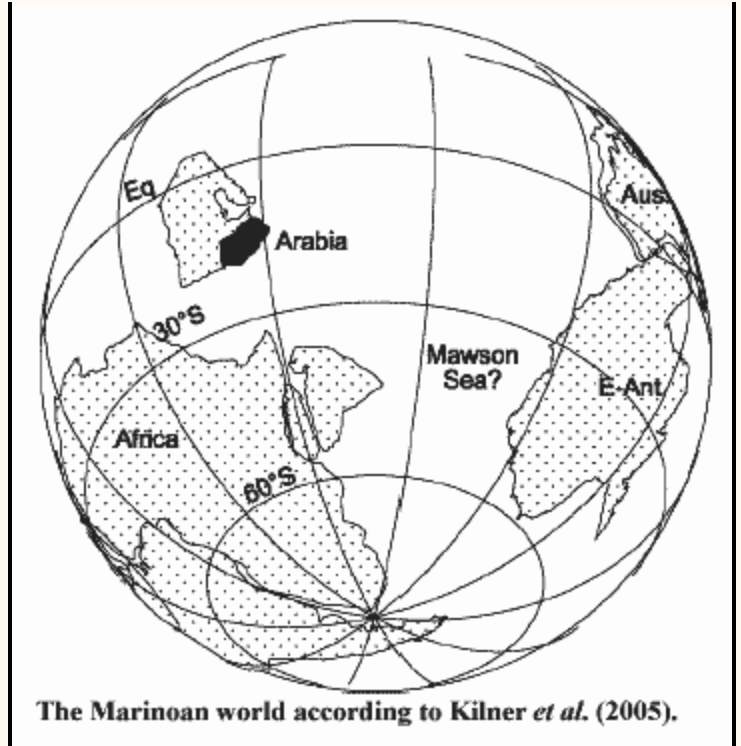 Eq
Aus.
Arabia
30°S
Mawson
Sea?
E-Ant.
Africa
60°S
The Marinoan world according to Kilner et al. (2005).